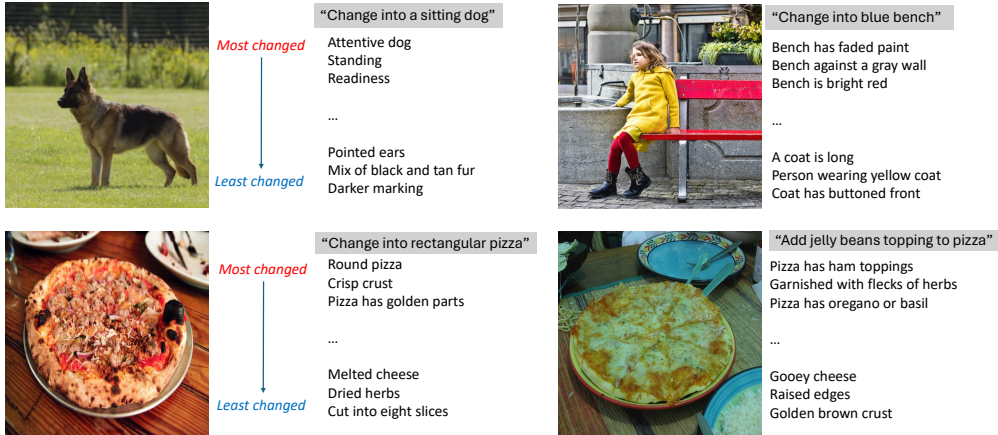 “Change into a sitting dog”
Most changed
Attentive dog
Standing
Readiness
...
Pointed ears
Mix of black and tan fur
Least changed
Darker marking
“Change into blue bench”
Bench has faded paint
Bench against a gray wall
Bench is bright red
...
A coat is long
Person wearing yellow coat
Coat has buttoned front
“Change into rectangular pizza”
Most changed
Round pizza
Crisp crust
Pizza has golden parts
...
Melted cheese
Dried herbs
Least changed
Cut into eight slices
“Add jelly beans topping to pizza”
Pizza has ham toppings
Garnished with flecks of herbs
Pizza has oregano or basil
...
Gooey cheese
Raised edges
Golden brown crust